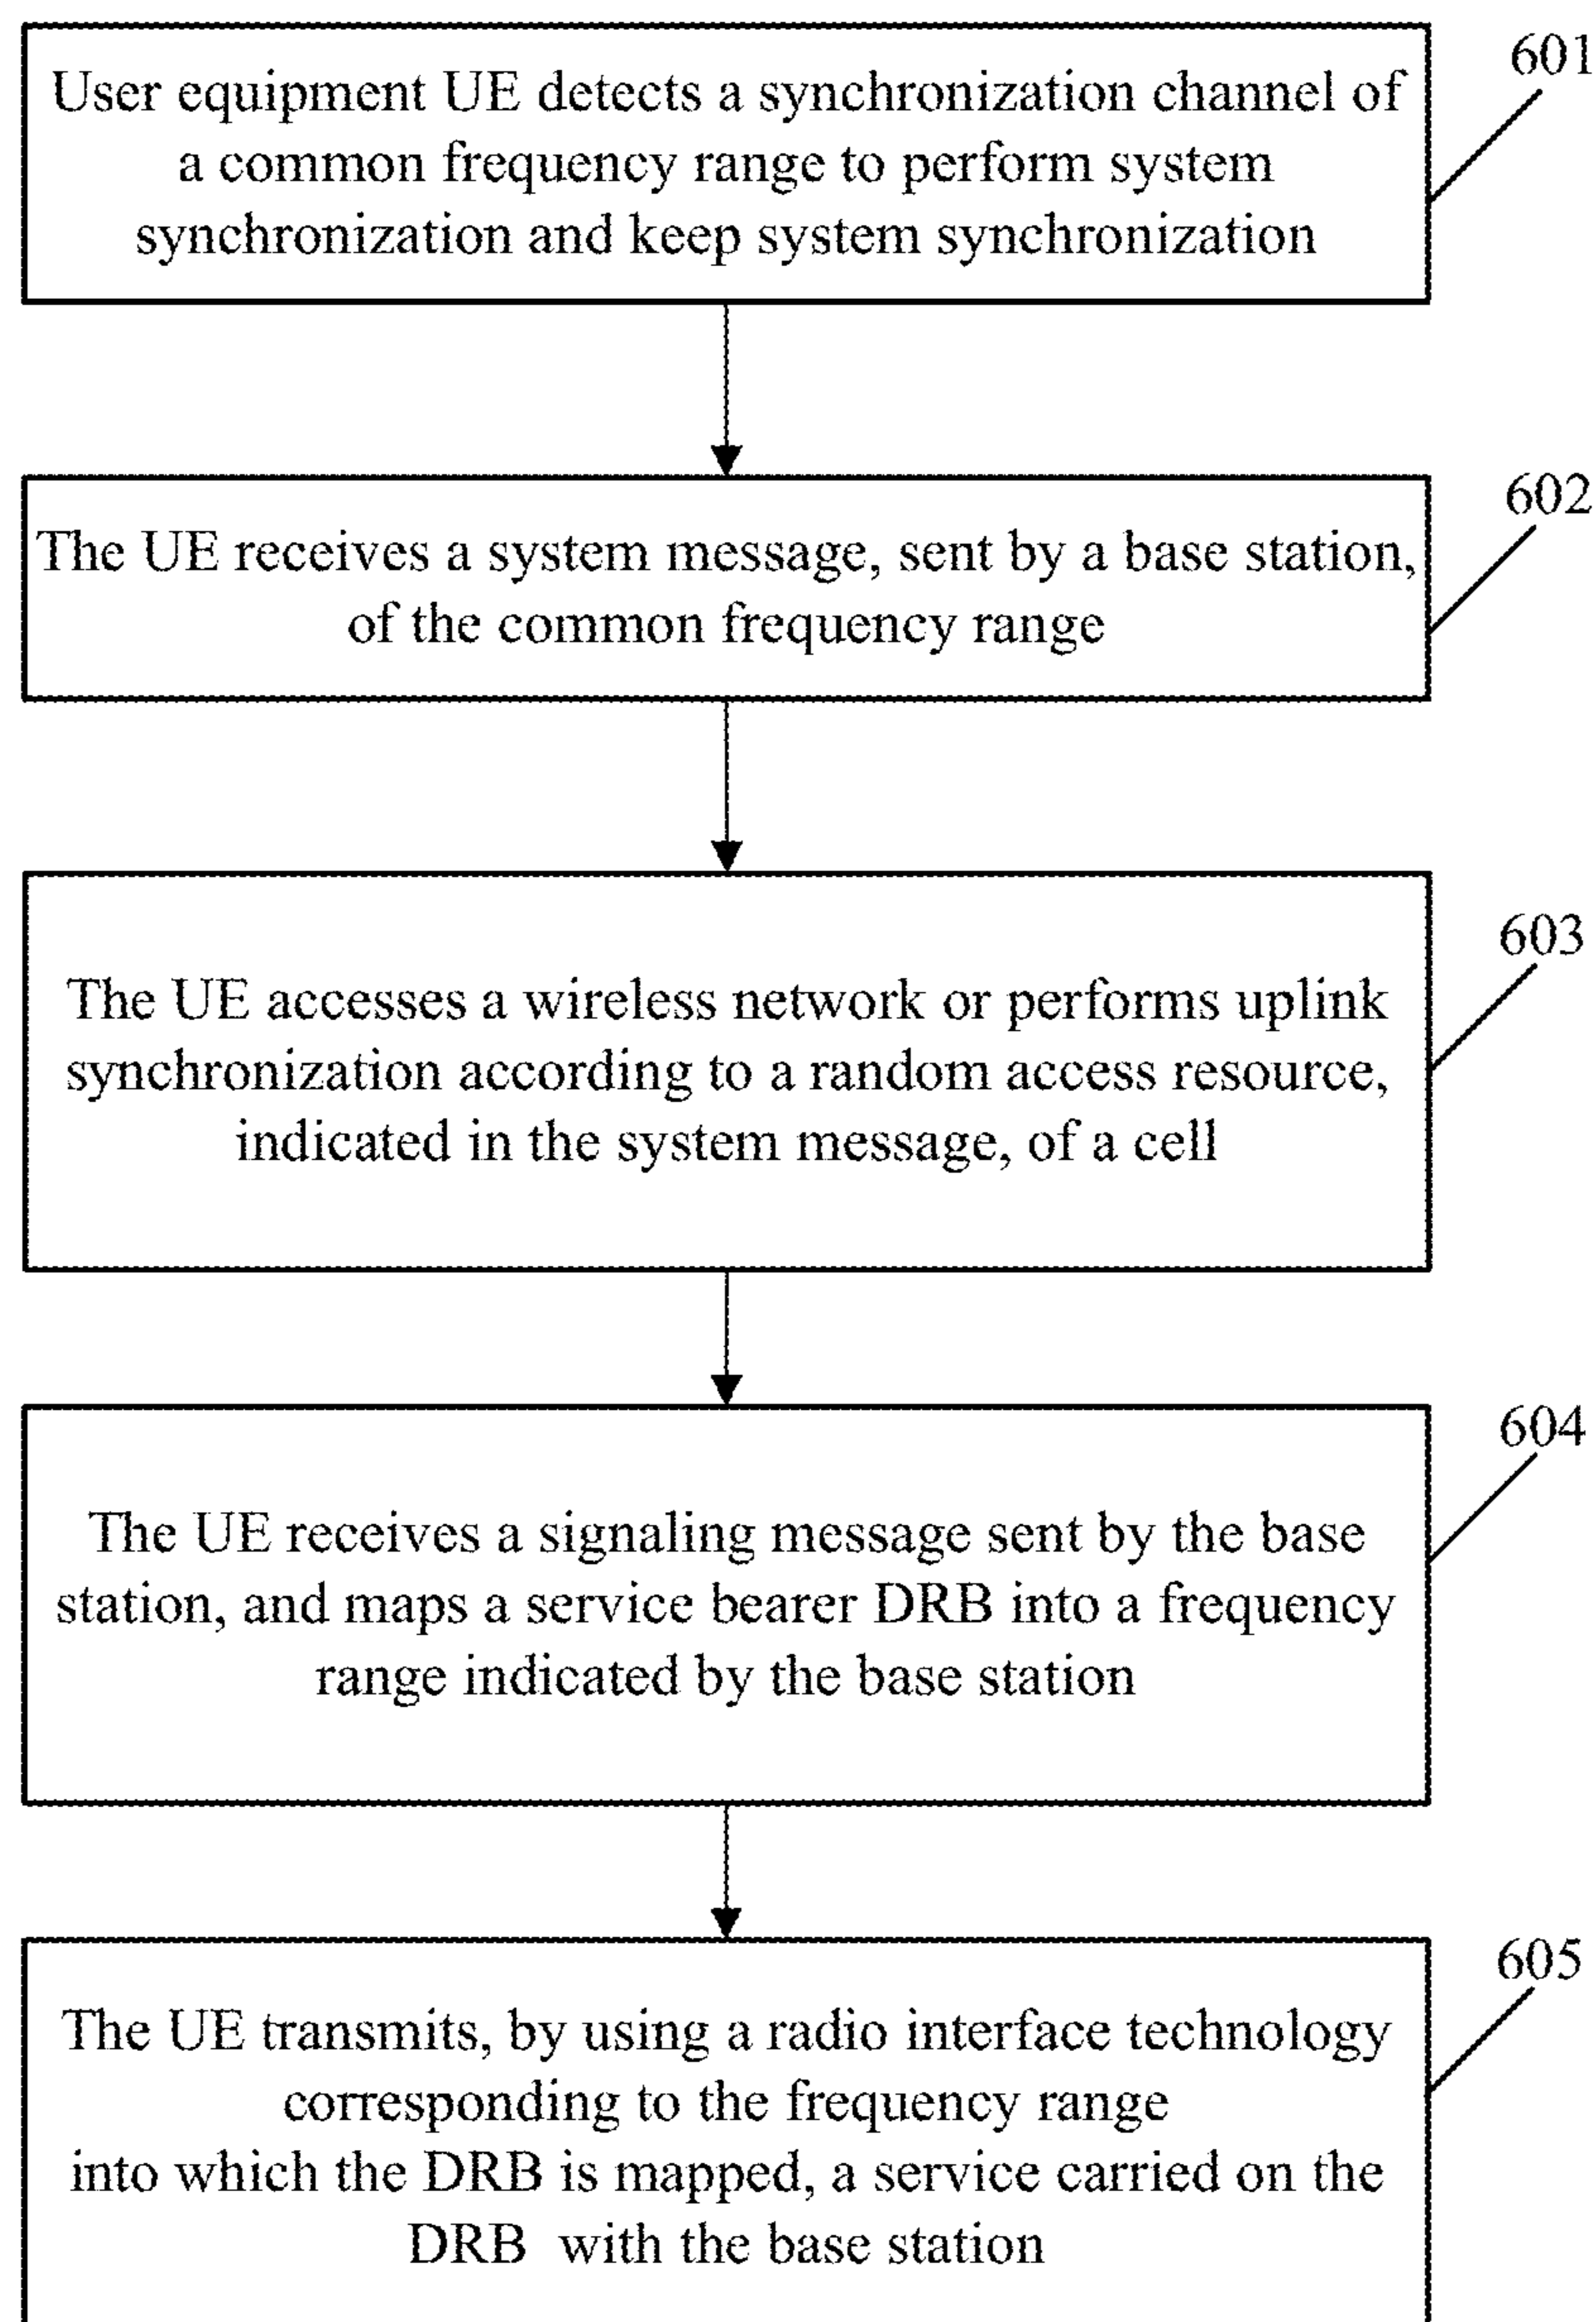 601
User equipment UE detects a synchronization channel of
a common frequency range to perform system
synchronization and keep system synchronization
602
The UE receives a system message, sent by a base station,
of the common frequency range
603
The UE accesses a wireless network or performs uplink
synchronization according to a random access resource,
indicated in the system message, of a cell
604
The UE receives a signaling message sent by the base
station, and maps a service bearer DRB into a frequency
range indicated by the base station
605
The UE transmits, by using a radio interface technology
corresponding to the frequency range
into which the DRB is mapped, a service carried on the
DRB with the base station